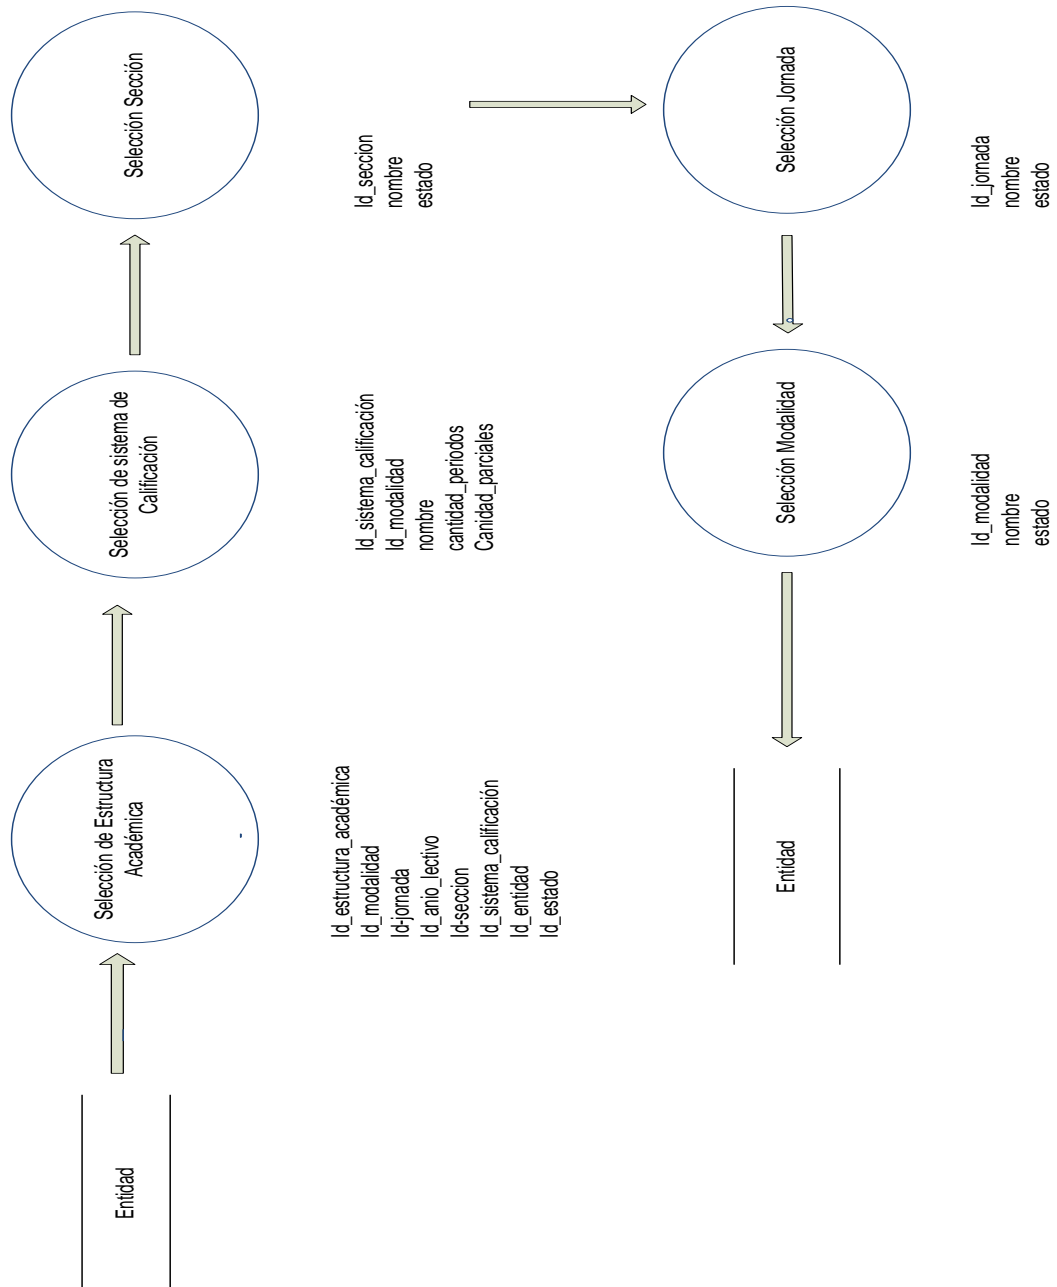 Entidad
Selección de Estructura
Académica
Id_estructura_académica
Id_modalidad
Id-jornada
Id_anio_lectivo
Id-seccion
Id_sistema_calificación
Id_entidad
Id_estado
Selección de sistema de
Calificación
Id_sistema_calificación
Id_modalidad
nombre
cantidad_periodos
Canidad_parciales
Selección Sección
Id_seccion
nombre
estado
Selección Jornada
Id_jornada
nombre
estado
Selección Modalidad
Id_modalidad
nombre
estado
Entidad